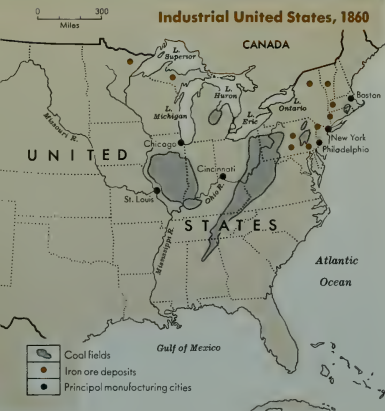 Industrial United States, 1860
0 300
Miles
CANADA
L.
Superior
L.
Huron
L.
Michigan
L.
Ontario
L.
Erie
Boston
New York
Philadelphia
Chicago
Cincinnati
St. Louis
Missouri R.
Ohio R.
Mississippi R.
UNITED
STATES
Atlantic
Ocean
Gulf of Mexico
Coal fields
Iron ore deposits
Principal manufacturing cities